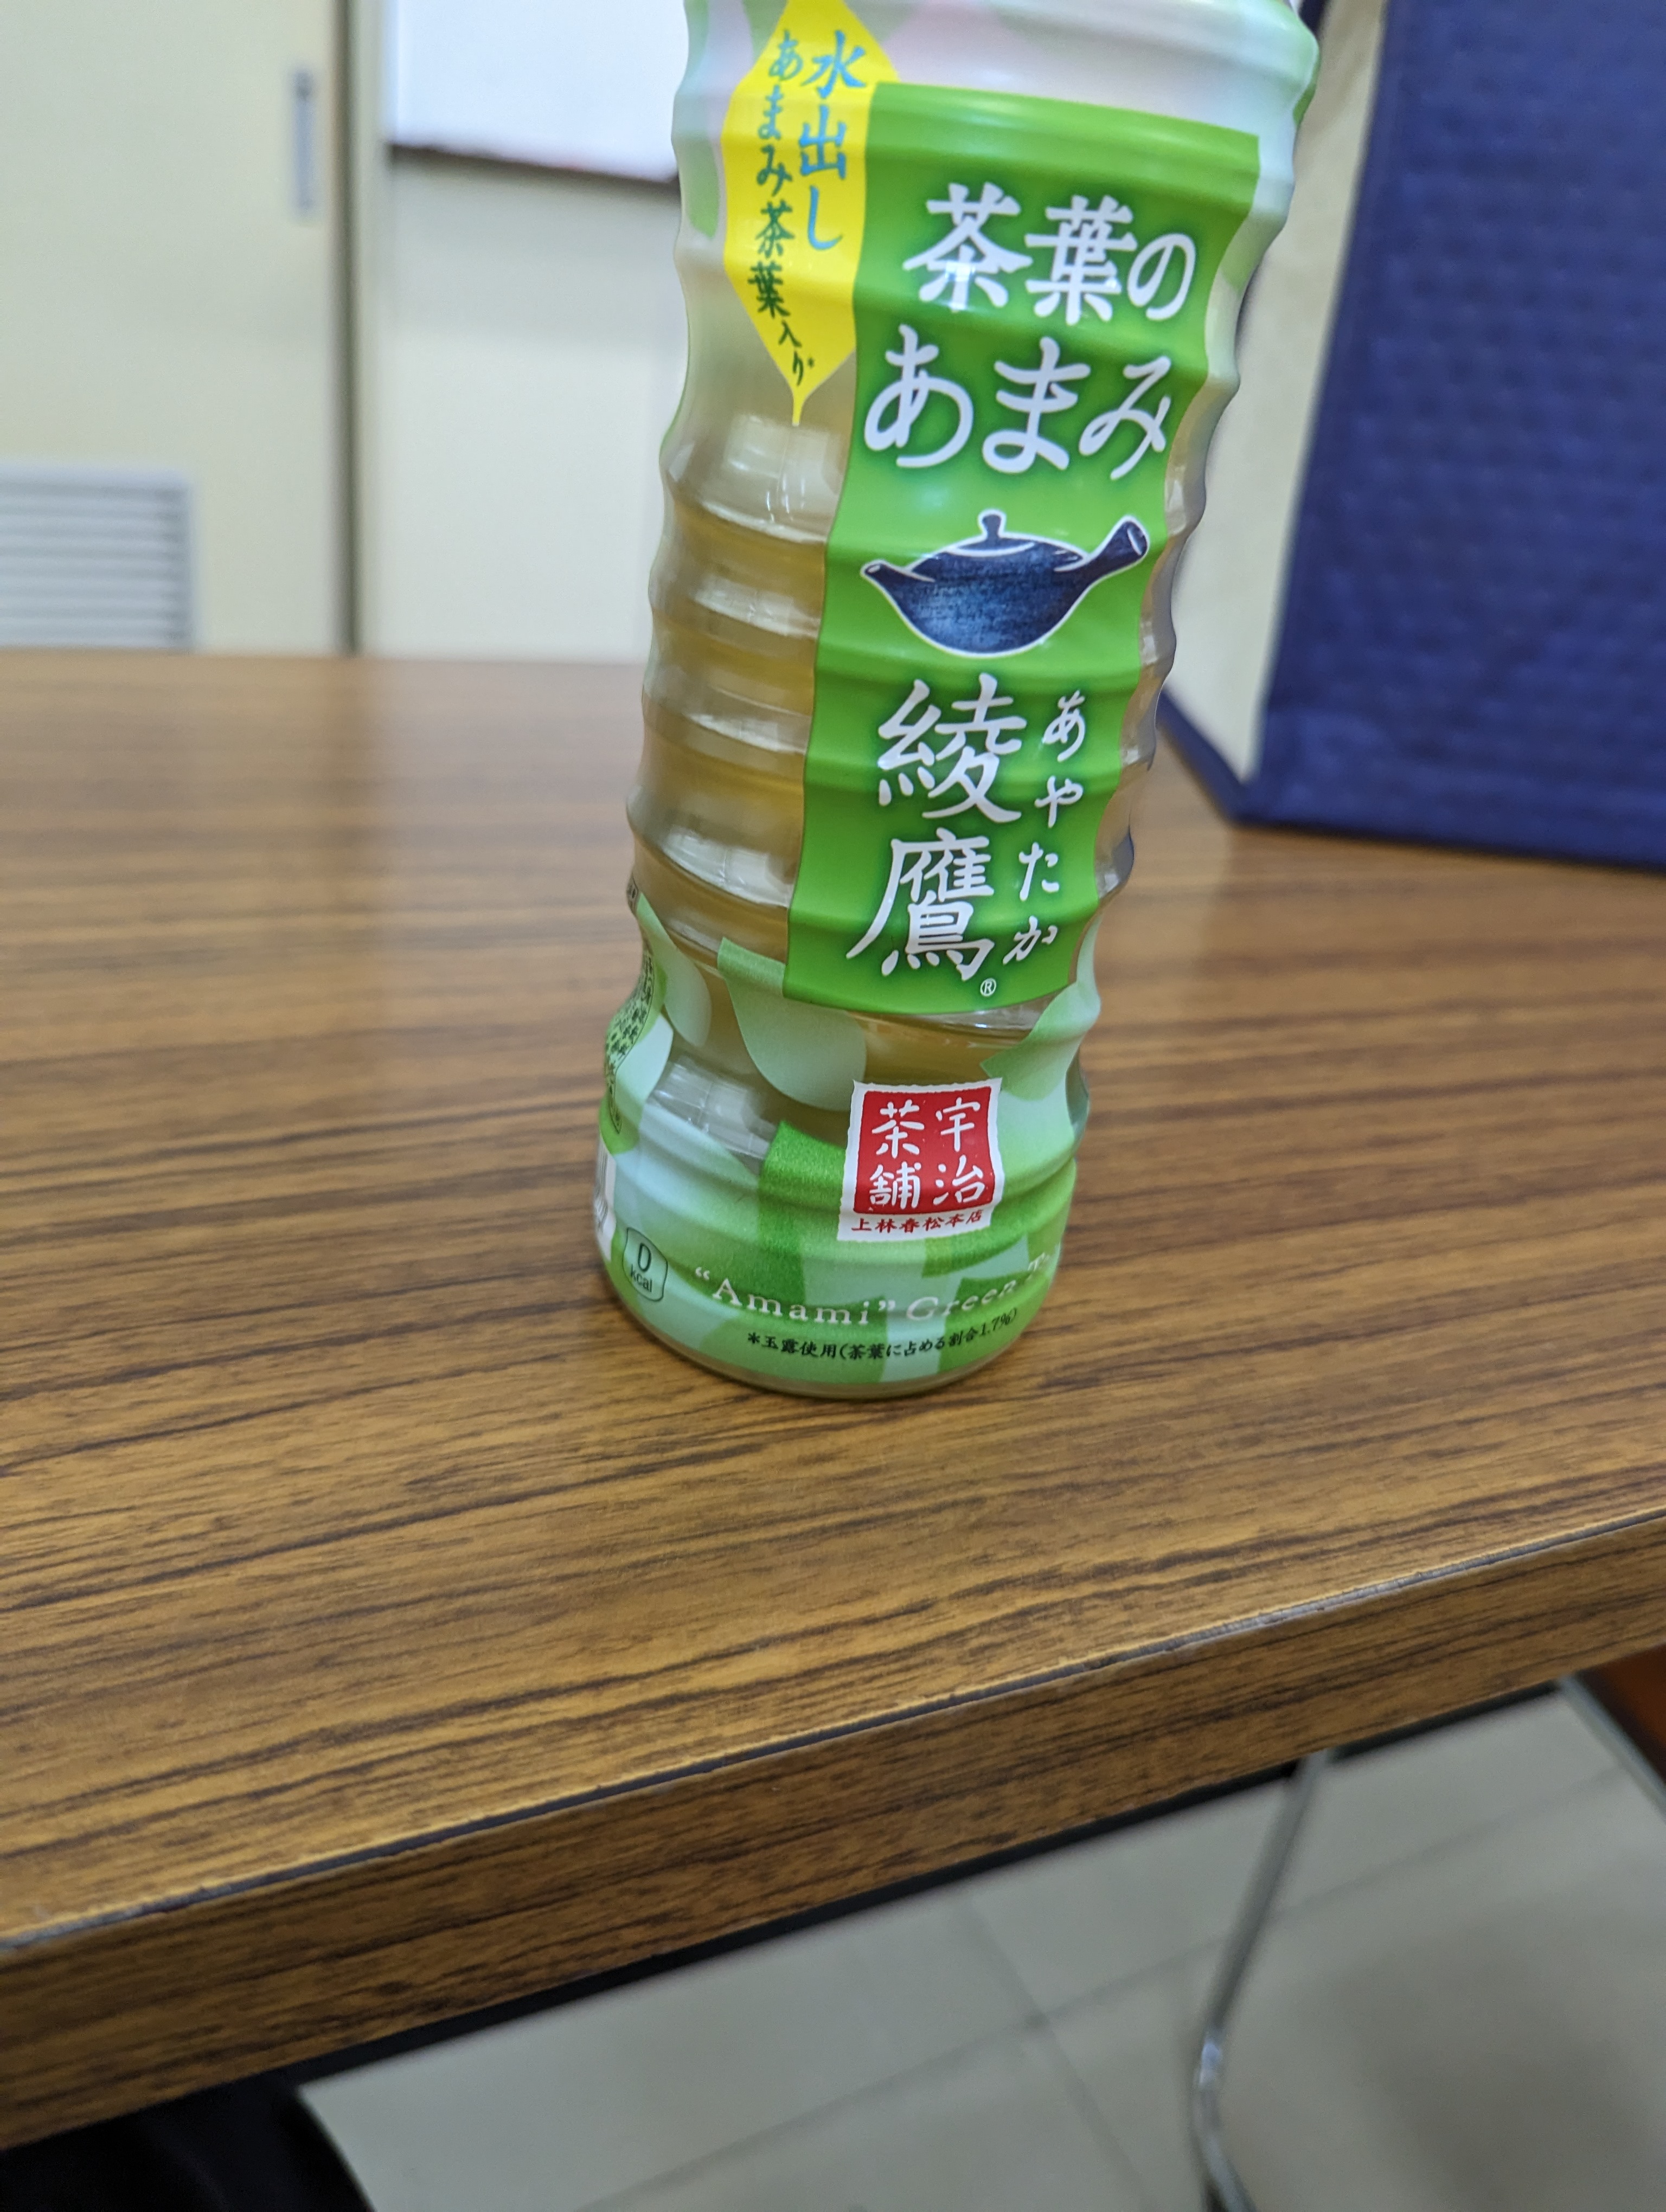 水出し
あまみ茶葉入り*
茶葉の
あまみ
綾鷹
あやたか
®
宇治
茶舗
上林春松本店
0
kcal
"Amami" Green
*玉露使用(茶葉に占める割合1.7%)